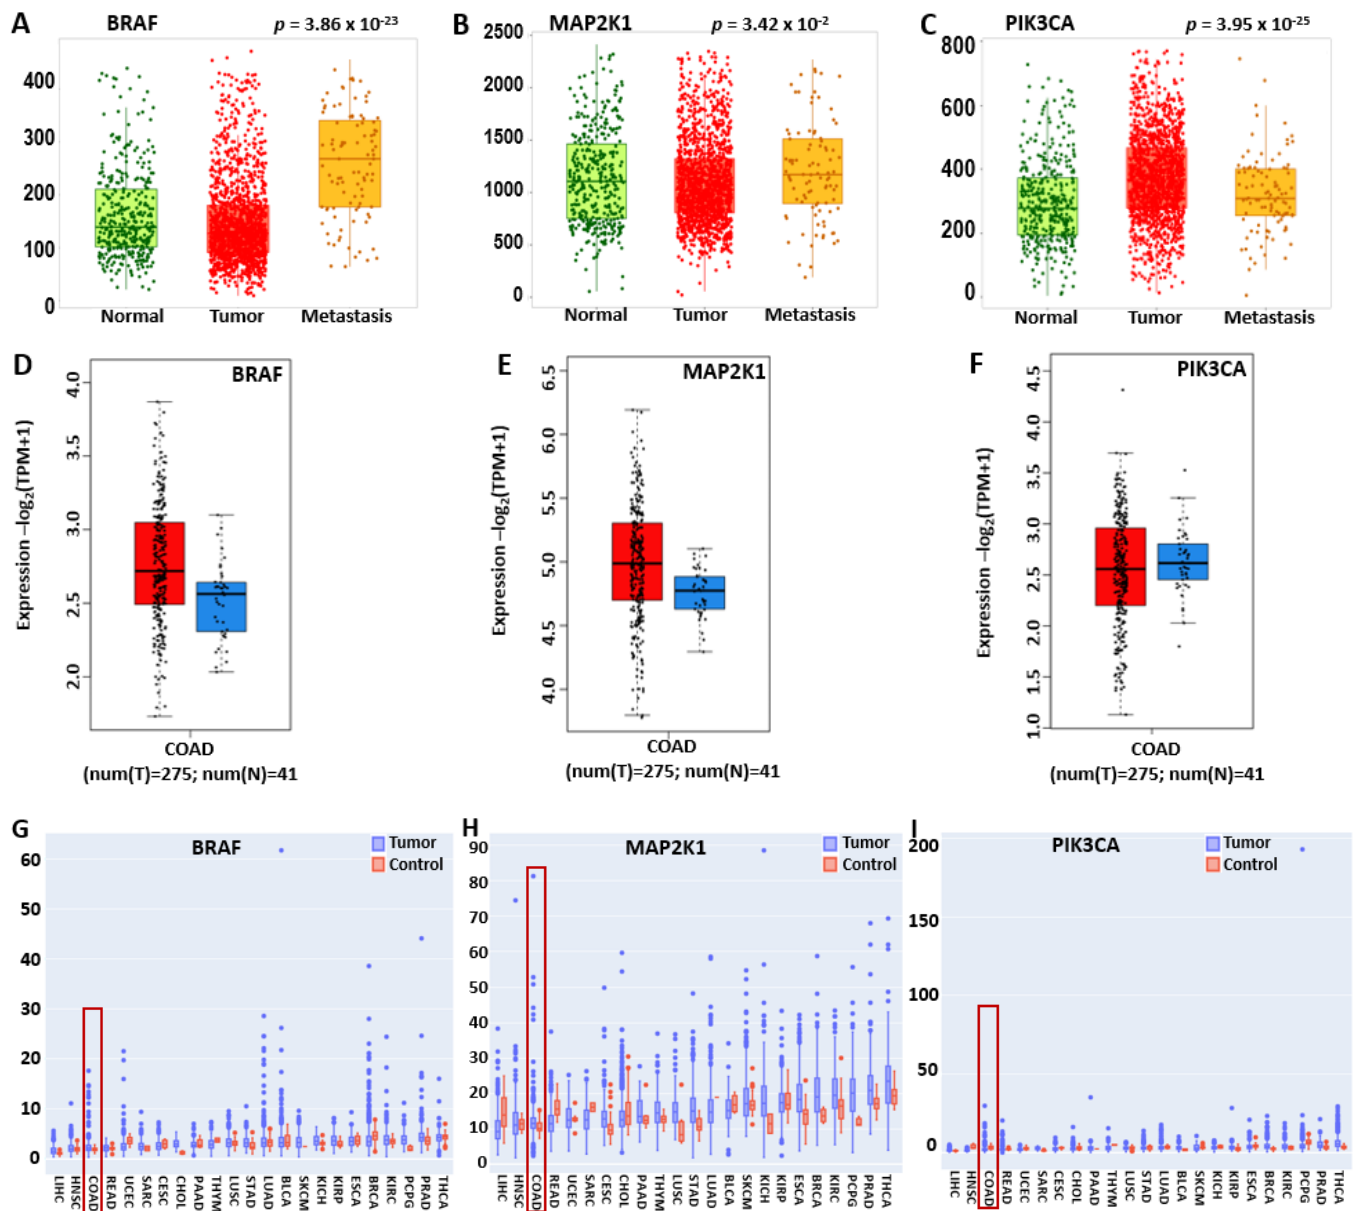 A BRAF p = 3.86 x 10-23
400
300
200
100
0
Normal Tumor Metastasis
B MAP2K1 p = 3.42 x 10-2
2500
2000
1500
1000
500
0
Normal Tumor Metastasis
C PIK3CA p = 3.95 x 10-25
800
600
400
200
0
Normal Tumor Metastasis
D BRAF
Expression –log2(TPM+1)
4.0
3.5
3.0
2.5
2.0
COAD
(num(T)=275; num(N)=41
E MAP2K1
Expression –log2(TPM+1)
6.5
6.0
5.5
5.0
4.5
4.0
COAD
(num(T)=275; num(N)=41
F PIK3CA
Expression –log2(TPM+1)
4.5
4.0
3.5
3.0
2.5
2.0
1.5
1.0
COAD
(num(T)=275; num(N)=41
G BRAF
Tumor
Control
60
50
40
30
20
10
0
LIHC HNSC COAD READ UCEC SARC CESC CHOL PAAD THYM LUSC STAD LUAD BLCA SKCM KICH KIRP ESCA BRCA KIRC PCPG PRAD THCA
H MAP2K1
Tumor
Control
90
80
70
60
50
40
30
20
10
0
LIHC HNSC COAD READ UCEC SARC CESC CHOL PAAD THYM LUSC STAD LUAD BLCA SKCM KICH KIRP ESCA BRCA KIRC PCPG PRAD THCA
I PIK3CA
Tumor
Control
200
150
100
50
0
LIHC HNSC COAD READ UCEC SARC CESC CHOL PAAD THYM LUSC STAD LUAD BLCA SKCM KICH KIRP ESCA BRCA KIRC PCPG PRAD THCA